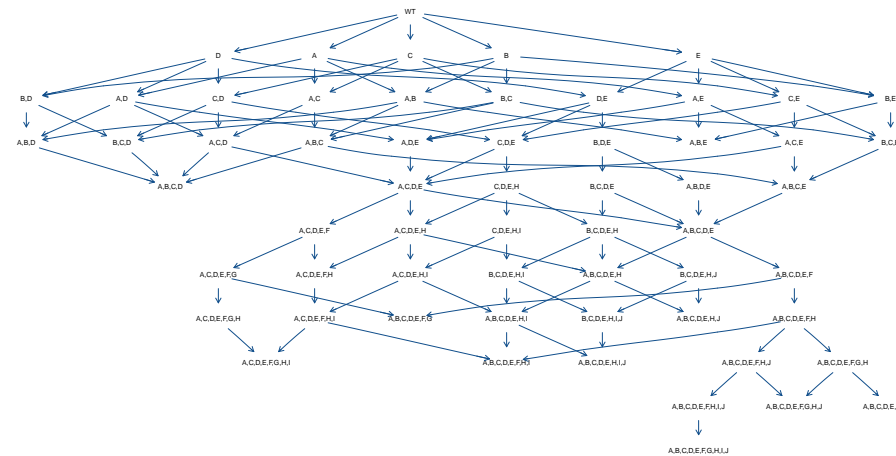 WT
D A C B E
B,D A,D C,D A,C A,B B,C D,E A,E C,E B,E
A,B,D B,C,D A,C,D A,B,C A,D,E C,D,E B,D,E A,B,E A,C,E
A,B,C,D A,C,D,E C,D,E,H B,C,D,E A,B,D,E A,B,C,E
A,C,D,E,F A,C,D,E,H C,D,E,H,I B,C,D,E,H A,B,C,D,E
A,C,D,E,F,G A,C,D,E,F,H A,C,D,E,H,I B,C,D,E,H,I A,B,C,D,E,H B,C,D,E,H,J A,B,C,D,E,F
A,C,D,E,F,G,H A,C,D,E,F,H,I A,B,C,D,E,F,G A,B,C,D,E,H,I B,C,D,E,H,I,J A,B,C,D,E,H,J A,B,C,D,E,F,H
A,C,D,E,F,G,H,I A,B,C,D,E,F,H,I A,B,C,D,E,H,I,J A,B,C,D,E,F,H,J A,B,C,D,E,F,G,H
A,B,C,D,E,F,H,I,J A,B,C,D,E,F,G,H,J A,B,C,D,E,
A,B,C,D,E,F,G,H,I,J